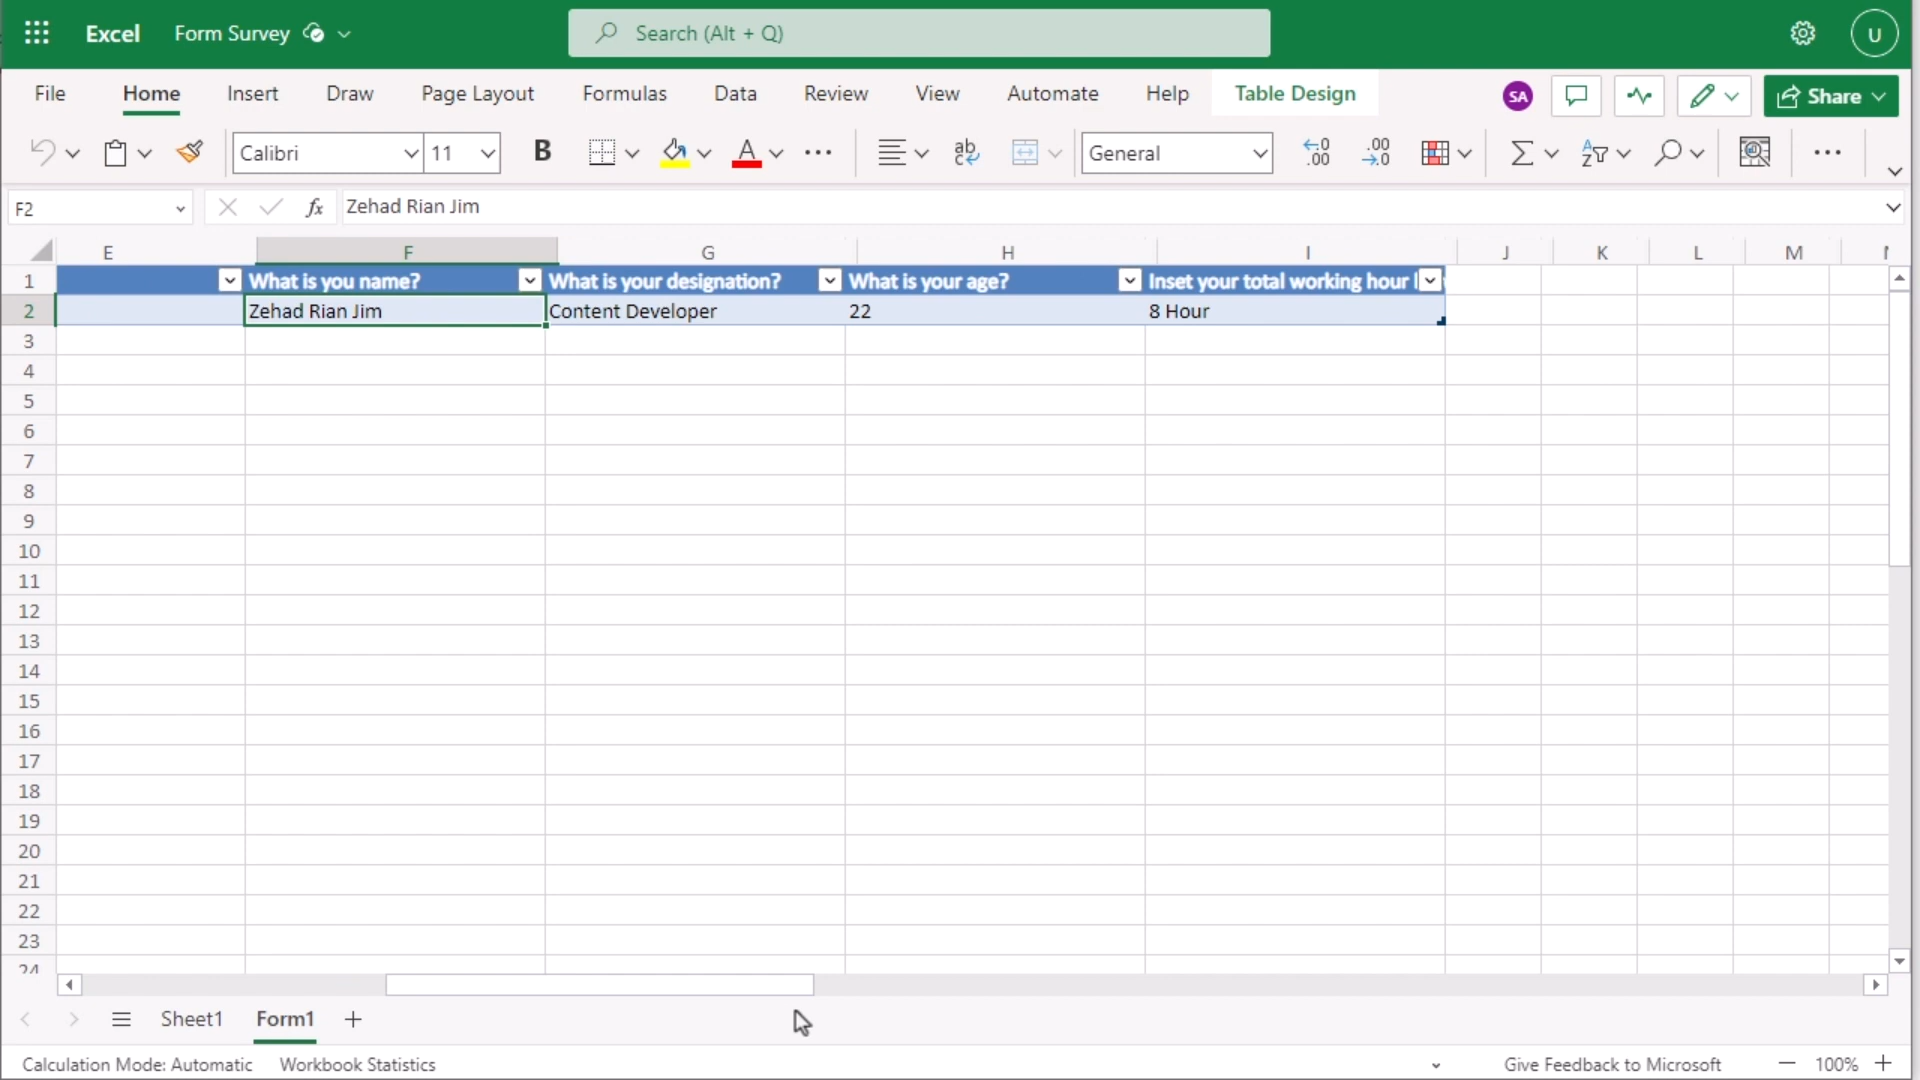 Excel Form Survey Search (Alt + Q) U
File Home Insert Draw Page Layout Formulas Data Review View Automate Help Table Design SA Share
Calibri 11 B A General
F2 fx Zehad Rian Jim
E F G H I J K L M
1 What is you name? What is your designation? What is your age? Inset your total working hour
2 Zehad Rian Jim Content Developer 22 8 Hour
3
4
5
6
7
8
9
10
11
12
13
14
15
16
17
18
19
20
21
22
23
24
Sheet1 Form1
Calculation Mode: Automatic Workbook Statistics Give Feedback to Microsoft 100%